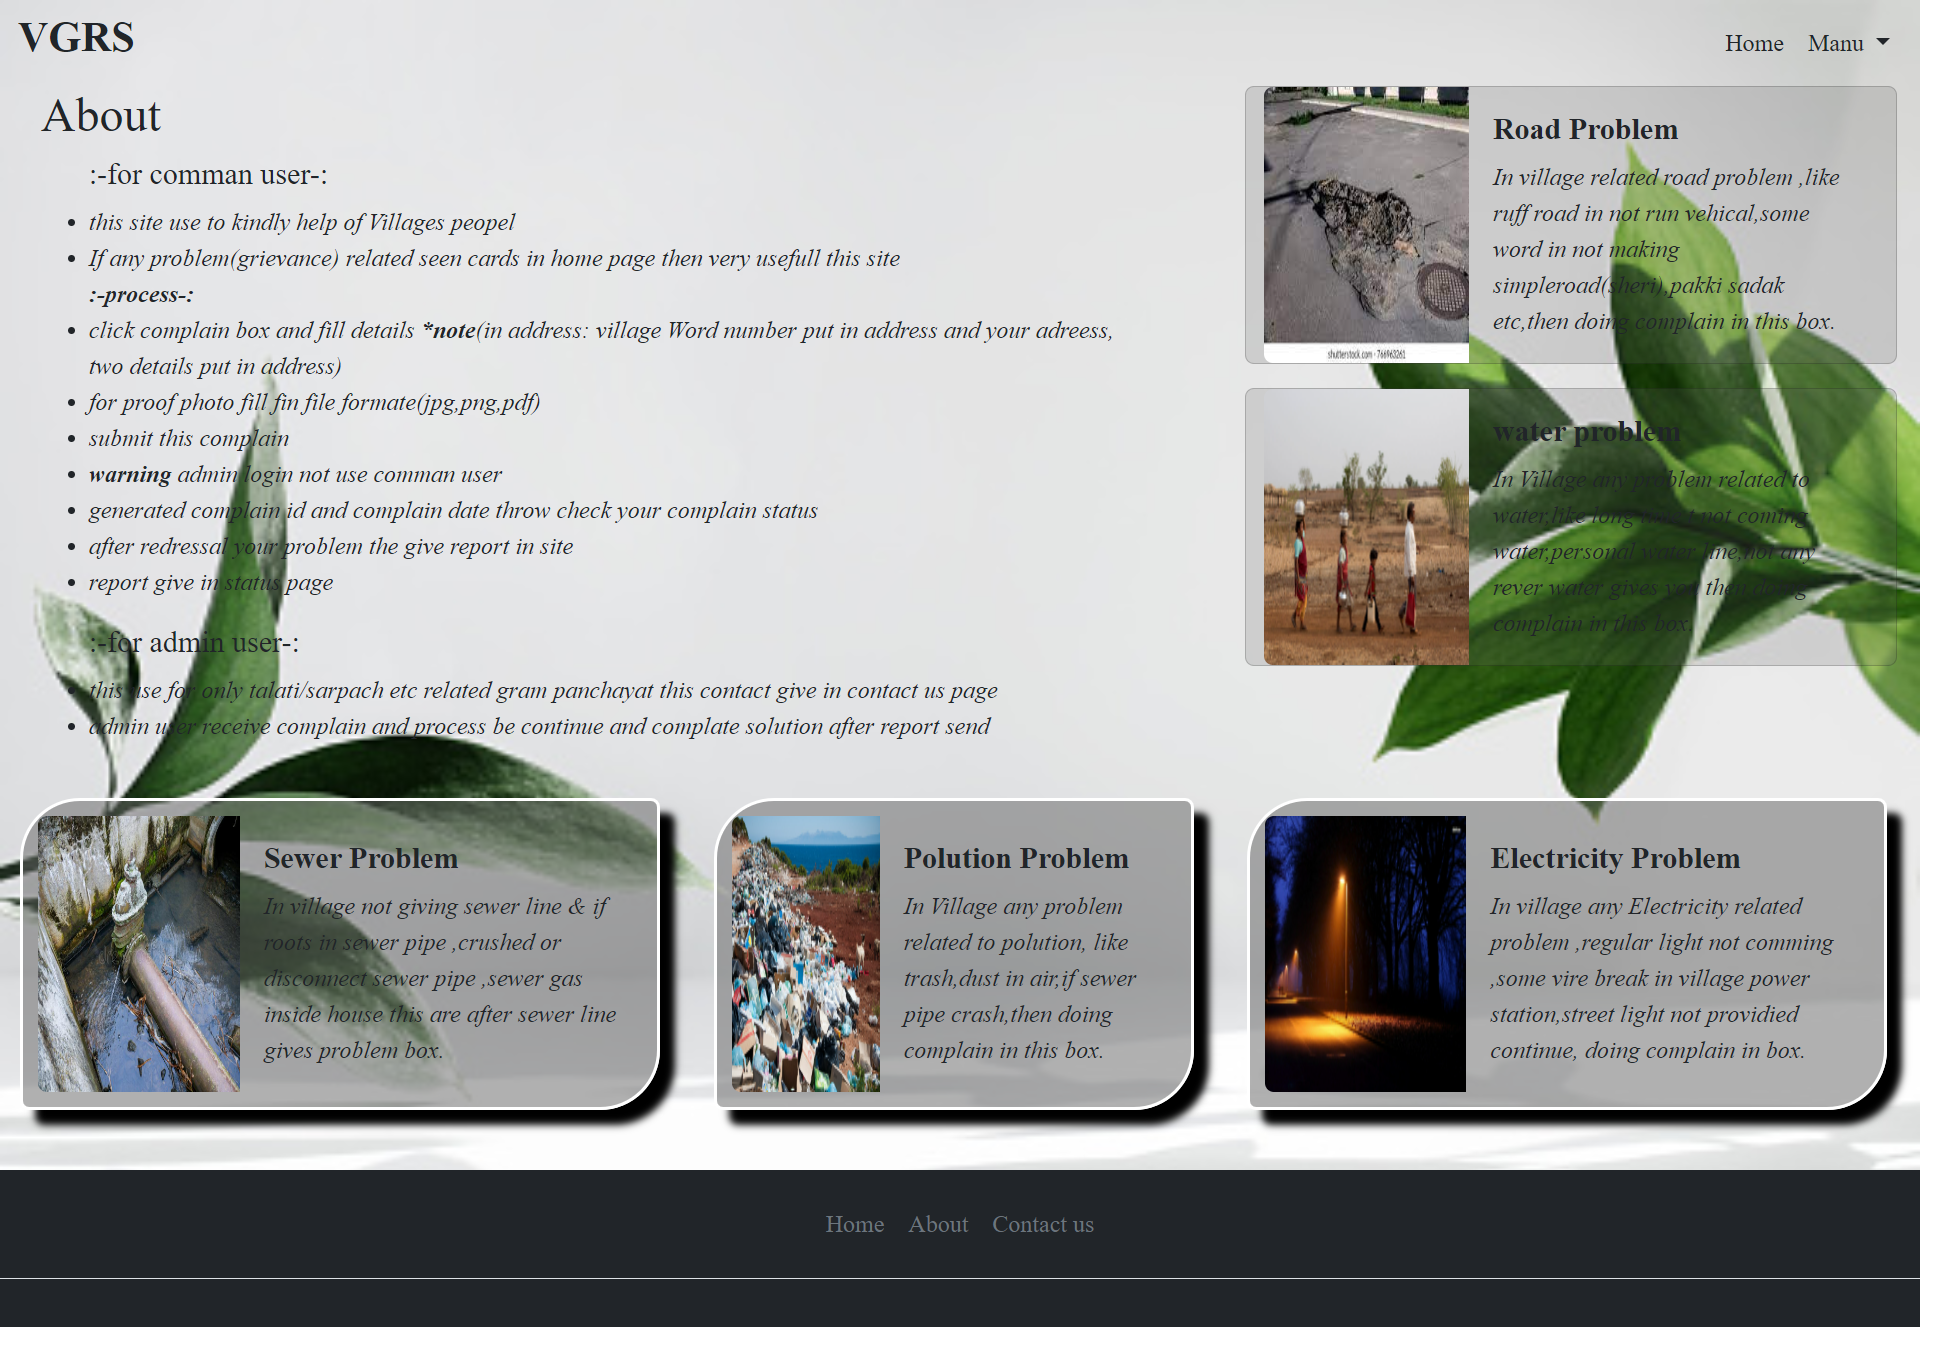 VGRS
Home Manu
About
:-for comman user-:
this site use to kindly help of Villages peopel
If any problem(grievance) related seen cards in home page then very usefull this site
:-process-:
click complain box and fill details *note(in address: village Word number put in address and your adreess,
two details put in address)
for proof photo fill fin file formate(jpg,png,pdf)
submit this complain
warning admin login not use comman user
generated complain id and complain date throw check your complain status
after redressal your problem the give report in site
report give in status page
:-for admin user-:
this use for only talati/sarpach etc related gram panchayat this contact give in contact us page
admin user receive complain and process be continue and complate solution after report send
Road Problem
In village related road problem ,like
ruff road in not run vehical,some
word in not making
simpleroad(sheri),pakki sadak
etc,then doing complain in this box.
shutterstock.com · 766963261
water problem
In Village any problem related to
water,like long not coming
water,personal water line,not any
rever water gives you then doing
complain in this box.
Sewer Problem
In village not giving sewer line & if
roots in sewer pipe ,crushed or
disconnect sewer pipe ,sewer gas
inside house this are after sewer line
gives problem box.
Polution Problem
In Village any problem
related to polution, like
trash,dust in air,if sewer
pipe crash,then doing
complain in this box.
Electricity Problem
In village any Electricity related
problem ,regular light not comming
,some vire break in village power
station,street light not providied
continue, doing complain in box.
Home About Contact us